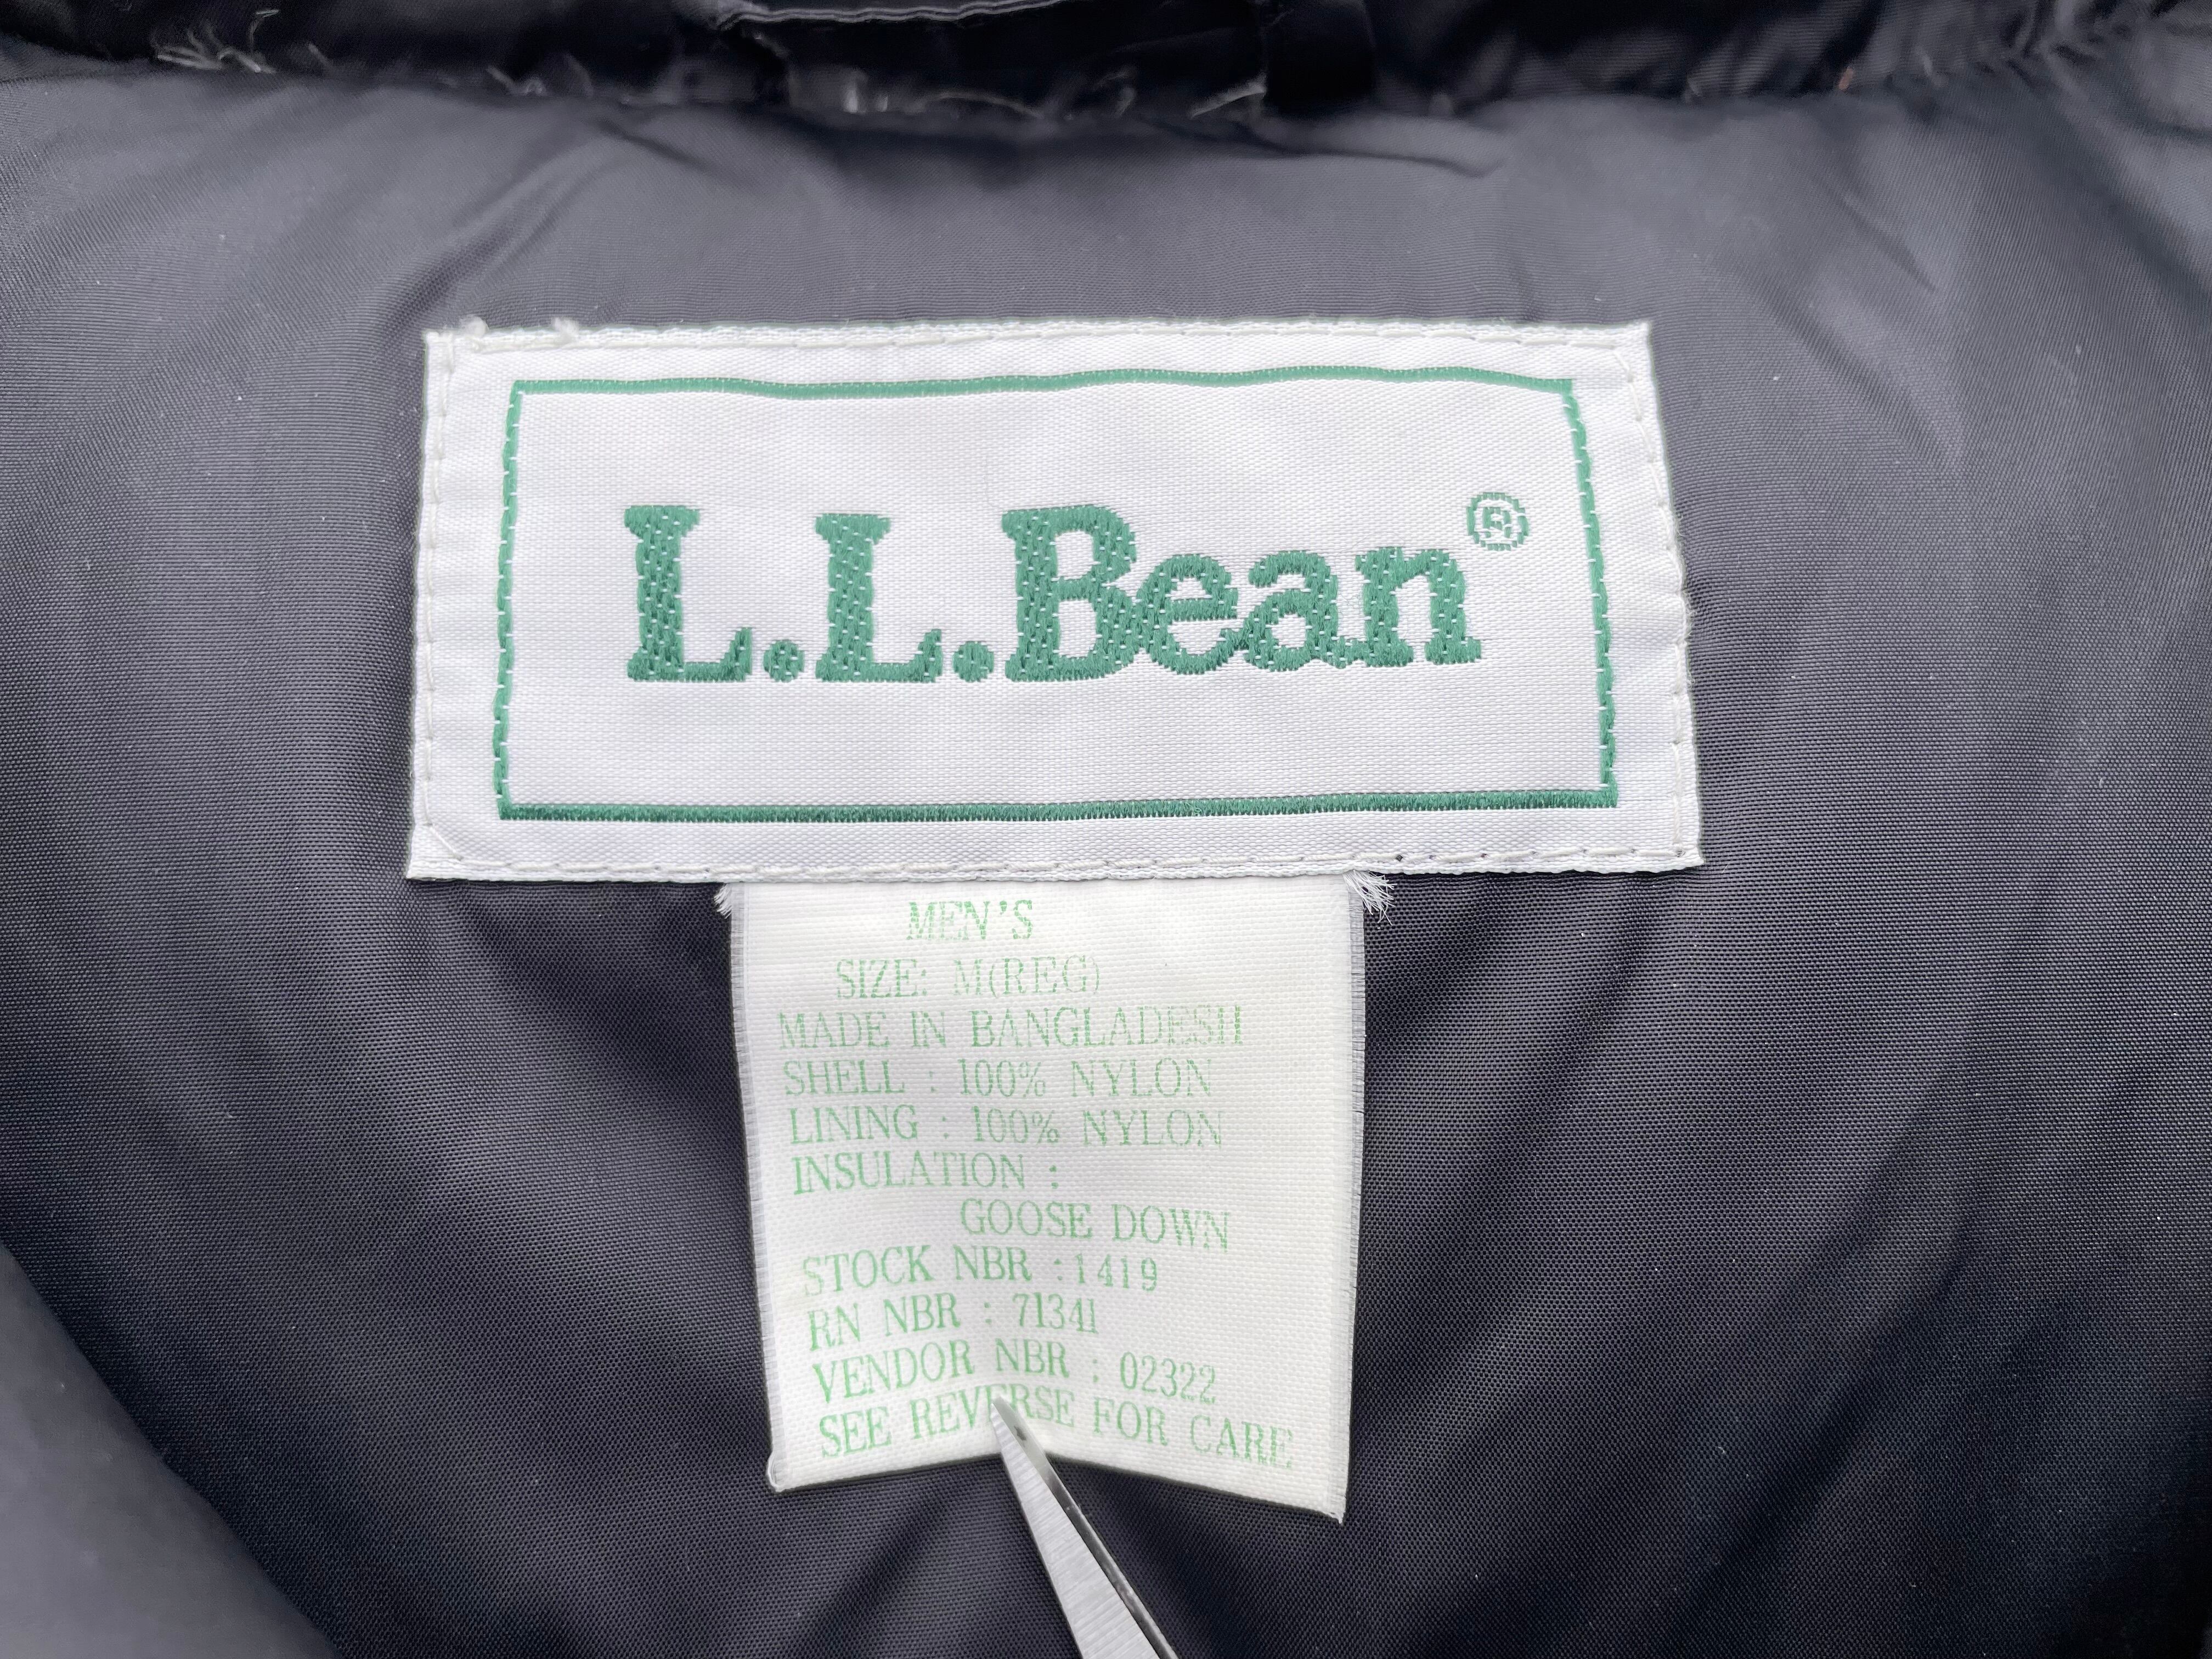 L.L.Bean®
MEN'S
SIZE: M(REG)
MADE IN BANGLADESH
SHELL : 100% NYLON
LINING : 100% NYLON
INSULATION :
GOOSE DOWN
STOCK NBR :1419
RN NBR : 71341
VENDOR NBR : 02322
SEE REVERSE FOR CARE